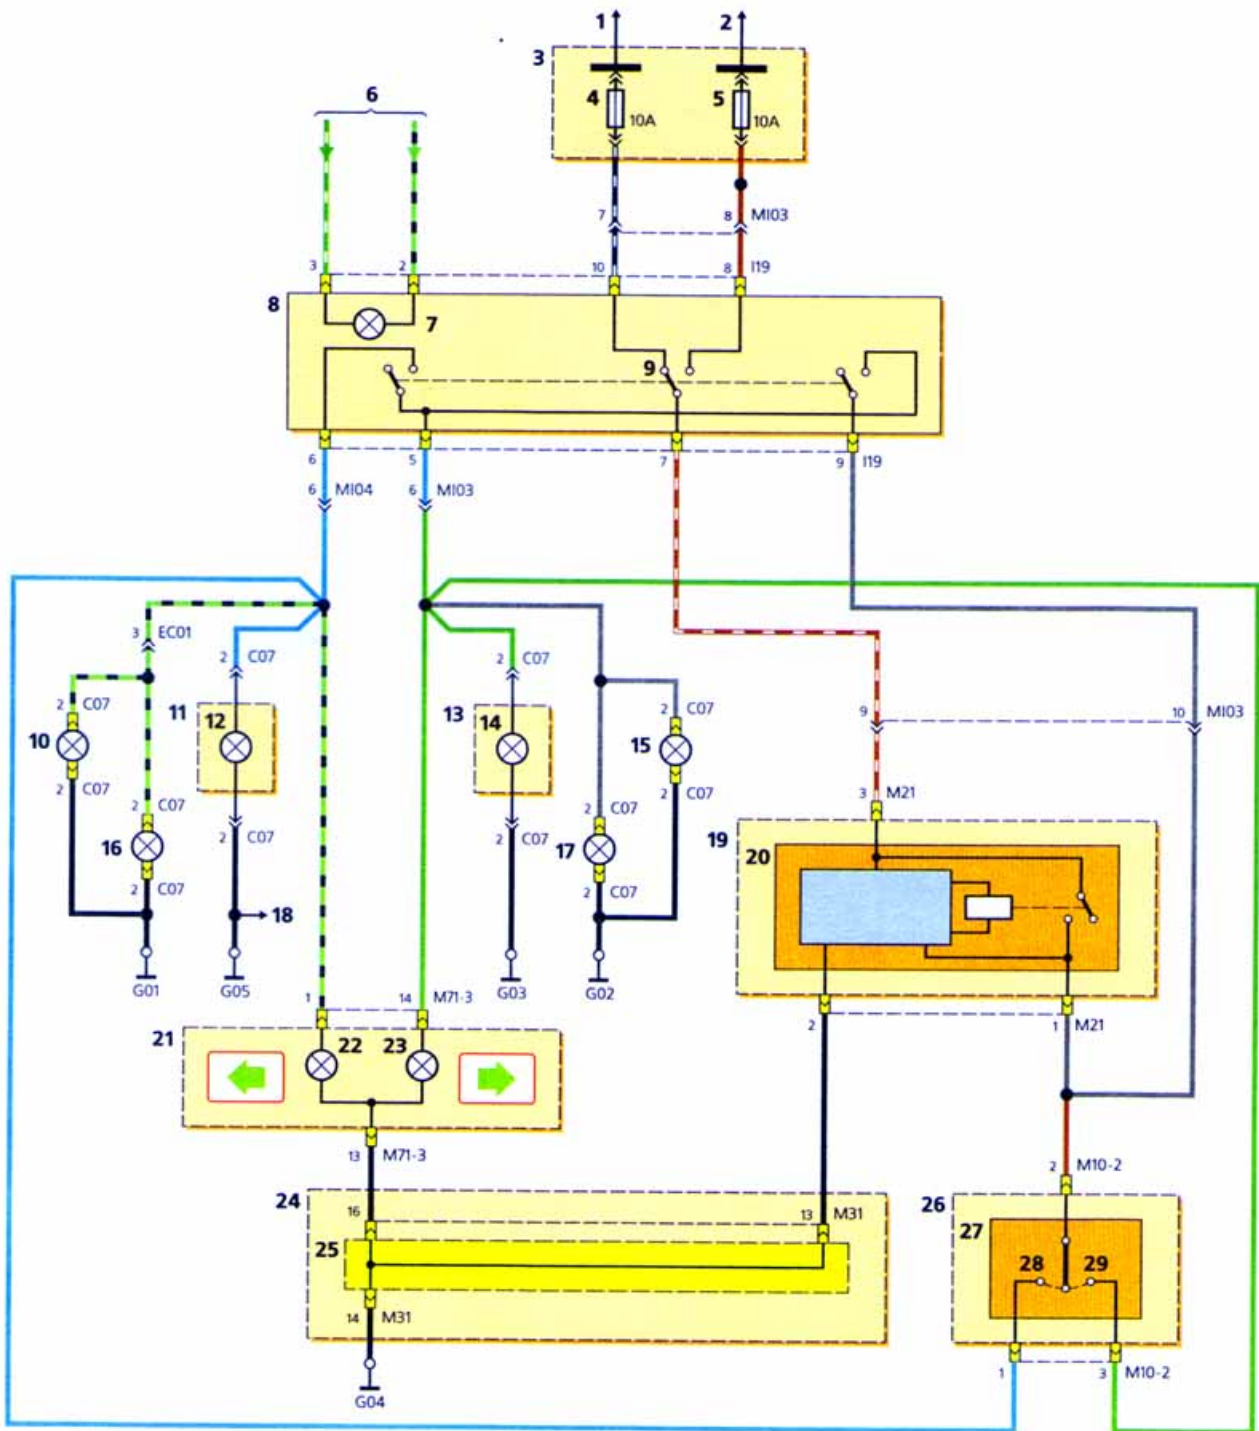 1 2
3
4 10A 5 10A
6
7 8 MI03
3 2 10 8 I19
8 7
9
6 5 7 9 I19
6 MI04 6 MI03
3 EC01
2 C07 2 C07
2 C07 11 12 13 14 2 C07
9 10 MI03
10 15
2 C07 2 C07
3 M21
2 C07 2 C07 2 C07 2 C07
16 17 19 20
2 C07 2 C07
18
G01 G05 G03 G02
1 14 M71-3
2 1 M21
21 22 23
13 M71-3
2 M10-2
24 16 13 M31 26
25 27
28 29
14 M31
1 3 M10-2
G04